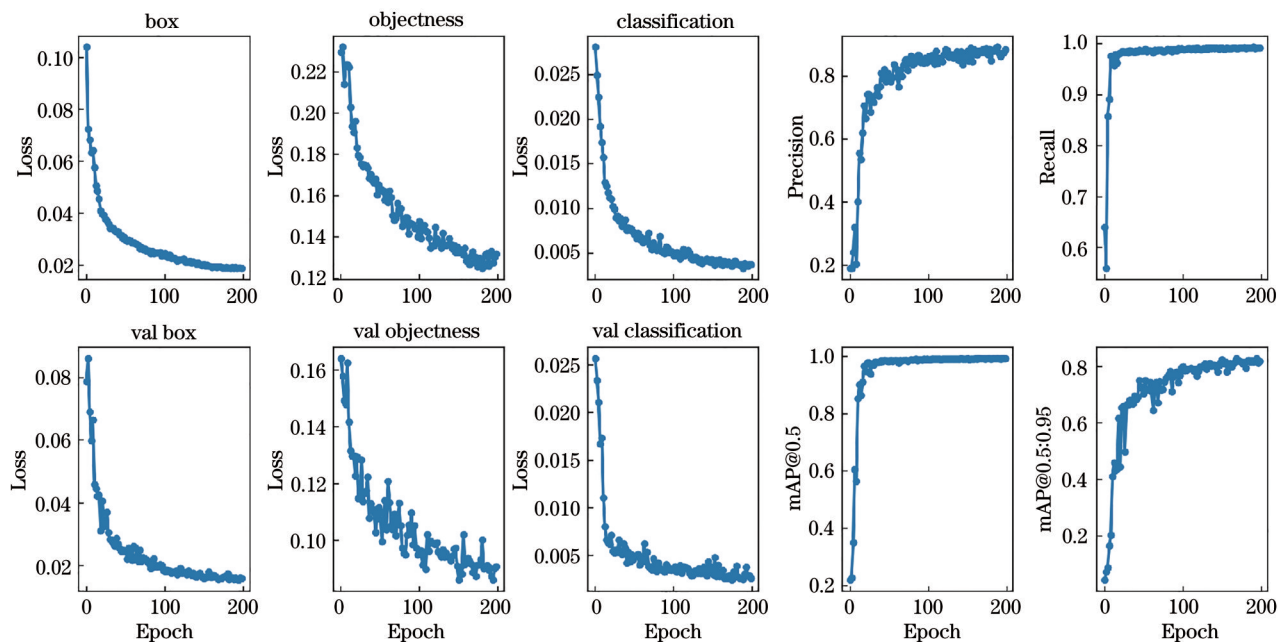 box
Loss
0.10
0.08
0.06
0.04
0.02
0 100 200
objectness
Loss
0.22
0.20
0.18
0.16
0.14
0.12
0 100 200
classification
Loss
0.025
0.020
0.015
0.010
0.005
0 100 200
Precision
0.8
0.6
0.4
0.2
0 100 200
Recall
1.0
0.9
0.8
0.7
0.6
0 100 200
val box
Loss
0.08
0.06
0.04
0.02
0 100 200
Epoch
val objectness
Loss
0.16
0.14
0.12
0.10
0 100 200
Epoch
val classification
Loss
0.025
0.020
0.015
0.010
0.005
0 100 200
Epoch
mAP@0.5
1.0
0.8
0.6
0.4
0.2
0 100 200
Epoch
mAP@0.5:0.95
0.8
0.6
0.4
0.2
0 100 200
Epoch